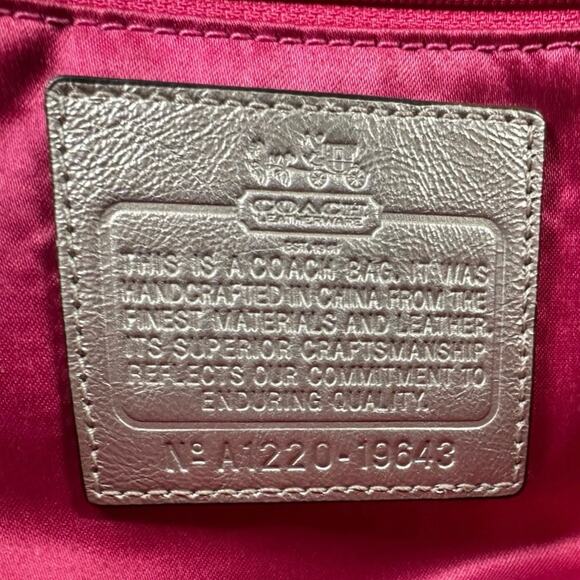 COACH
LEATHERWARE
EST. 1941
THIS IS A COACH BAG. IT WAS
HANDCRAFTED IN CHINA FROM THE
FINEST MATERIALS AND LEATHER.
ITS SUPERIOR CRAFTSMANSHIP
REFLECTS OUR COMMITMENT TO
ENDURING QUALITY.
Nº A1220-19643